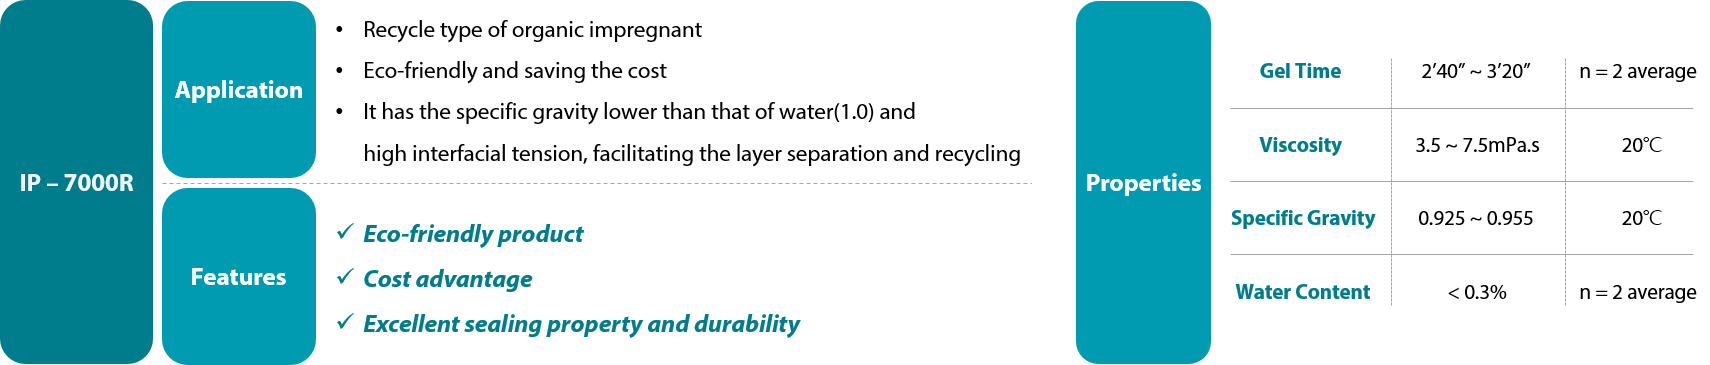 IP – 7000R
Application
• Recycle type of organic impregnant
• Eco-friendly and saving the cost
• It has the specific gravity lower than that of water(1.0) and
high interfacial tension, facilitating the layer separation and recycling
Features
✓ Eco-friendly product
✓ Cost advantage
✓ Excellent sealing property and durability
Properties
Gel Time 2’40” ~ 3’20” n = 2 average
Viscosity 3.5 ~ 7.5mPa.s 20℃
Specific Gravity 0.925 ~ 0.955 20℃
Water Content < 0.3% n = 2 average